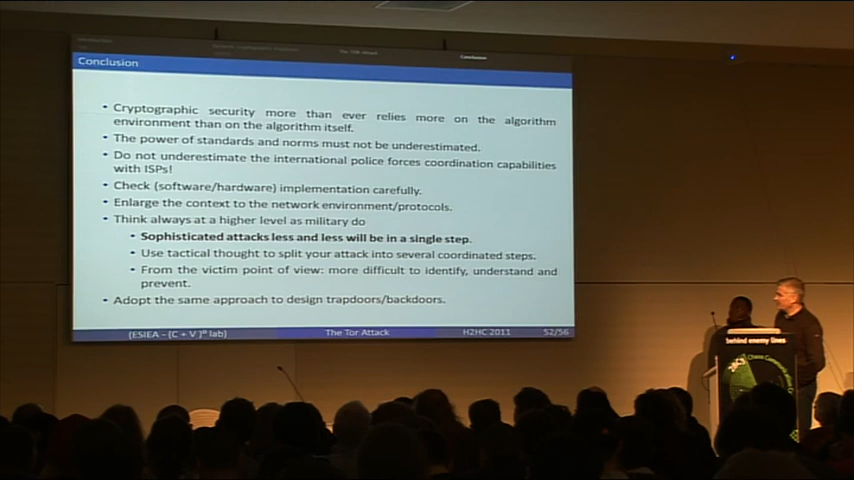 The TOR Attack
Conclusion
Conclusion
• Cryptographic security more than ever relies more on the algorithm
environment than on the algorithm itself.
• The power of standards and norms must not be underestimated.
• Do not underestimate the international police forces coordination capabilities
with ISPs!
• Check (software/hardware) implementation carefully.
• Enlarge the context to the network environment/protocols.
• Think always at a higher level as military do
• Sophisticated attacks less and less will be in a single step.
• Use tactical thought to split your attack into several coordinated steps.
• From the victim point of view: more difficult to identify, understand and
prevent.
• Adopt the same approach to design trapdoors/backdoors.
(ESIEA - (C + V)º lab) The Tor Attack H2HC 2011 52/56
behind enemy lines
28C3